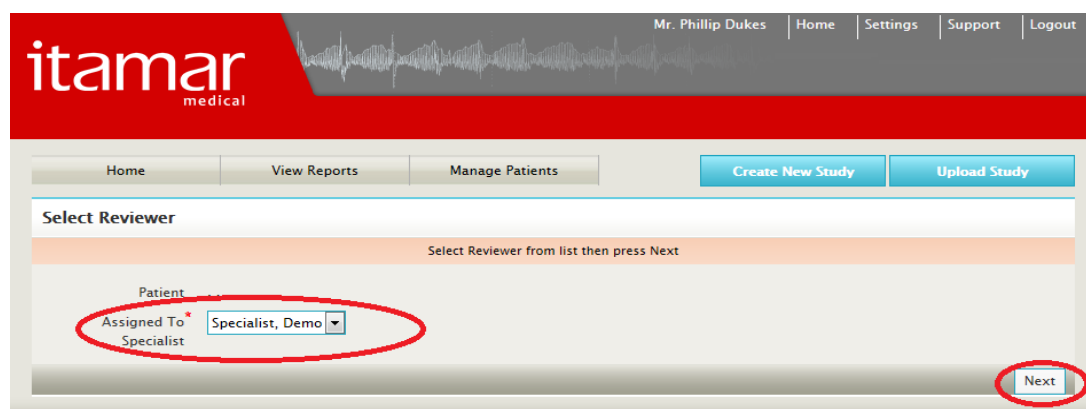 Mr. Phillip Dukes Home Settings Support Logout
itamar
medical
Home View Reports Manage Patients Create New Study Upload Study
Select Reviewer
Select Reviewer from list then press Next
Patient
Assigned To* Specialist, Demo
Specialist
Next